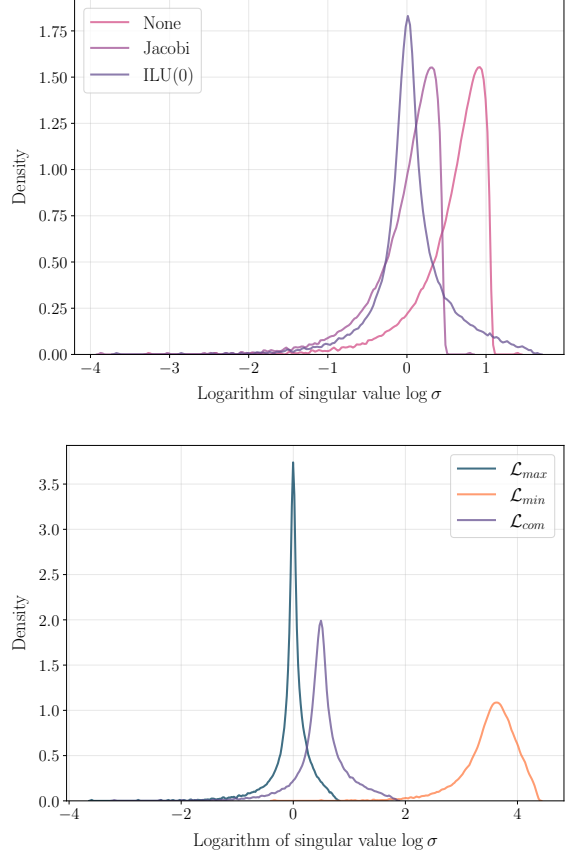 None
Jacobi
ILU(0)
1.75
1.50
1.25
1.00
0.75
0.50
0.25
0.00
Density
−4 −3 −2 −1 0 1
Logarithm of singular value log σ
ℒmax
ℒmin
ℒcom
3.5
3.0
2.5
2.0
1.5
1.0
0.5
0.0
Density
−4 −2 0 2 4
Logarithm of singular value log σ